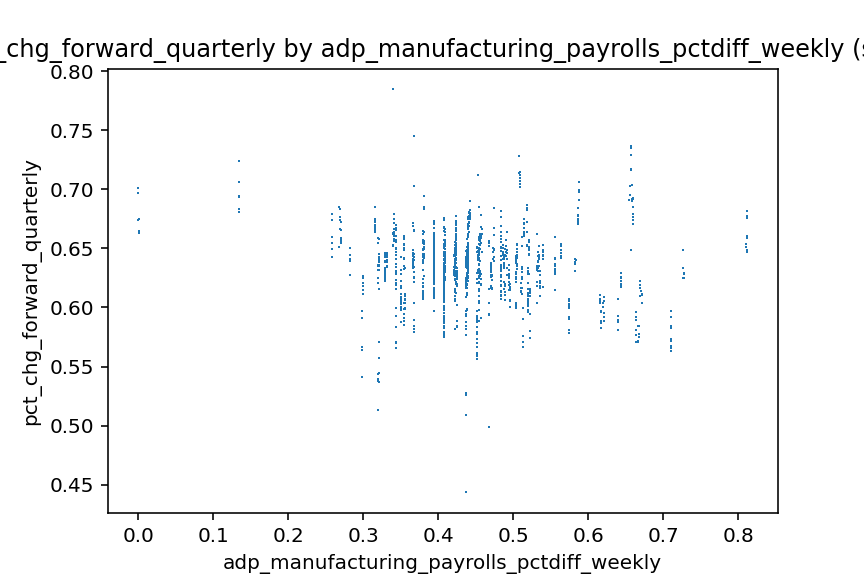 _chg_forward_quarterly by adp_manufacturing_payrolls_pctdiff_weekly (
0.80
0.75
0.70
0.65
0.60
0.55
0.50
0.45
pct_chg_forward_quarterly
0.0 0.1 0.2 0.3 0.4 0.5 0.6 0.7 0.8
adp_manufacturing_payrolls_pctdiff_weekly